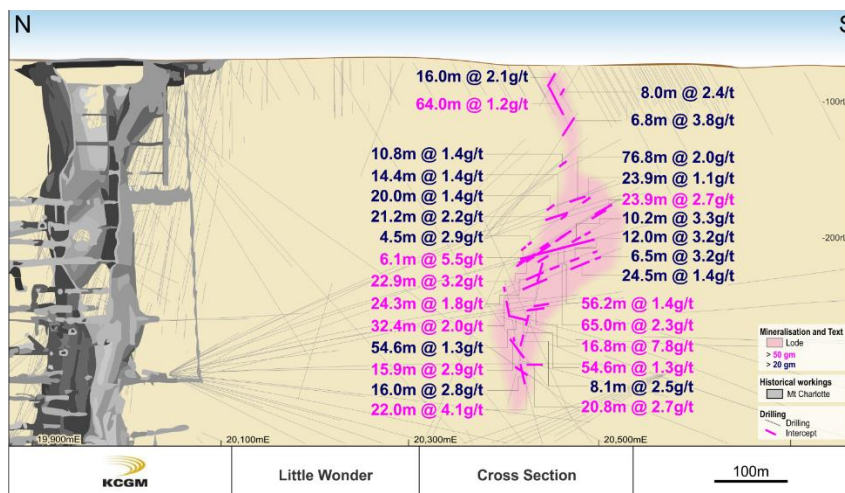 N
S
16.0m @ 2.1g/t
64.0m @ 1.2g/t
8.0m @ 2.4/t
6.8m @ 3.8g/t
-100rl
10.8m @ 1.4g/t
14.4m @ 1.4g/t
20.0m @ 1.4g/t
21.2m @ 2.2g/t
4.5m @ 2.9g/t
6.1m @ 5.5g/t
22.9m @ 3.2g/t
24.3m @ 1.8g/t
32.4m @ 2.0g/t
54.6m @ 1.3g/t
15.9m @ 2.9g/t
16.0m @ 2.8g/t
22.0m @ 4.1g/t
76.8m @ 2.0g/t
23.9m @ 1.1g/t
23.9m @ 2.7g/t
10.2m @ 3.3g/t
12.0m @ 3.2g/t
6.5m @ 3.2g/t
24.5m @ 1.4g/t
-200rl
56.2m @ 1.4g/t
65.0m @ 2.3g/t
16.8m @ 7.8g/t
54.6m @ 1.3g/t
8.1m @ 2.5g/t
20.8m @ 2.7g/t
Mineralisation and Text
Lode
> 50 gm
> 20 gm
Historical workings
Mt Charlotte
Drilling
Drilling
Intercept
19,900mE
20,100mE
20,300mE
20,500mE
KCGM
Little Wonder
Cross Section
100m